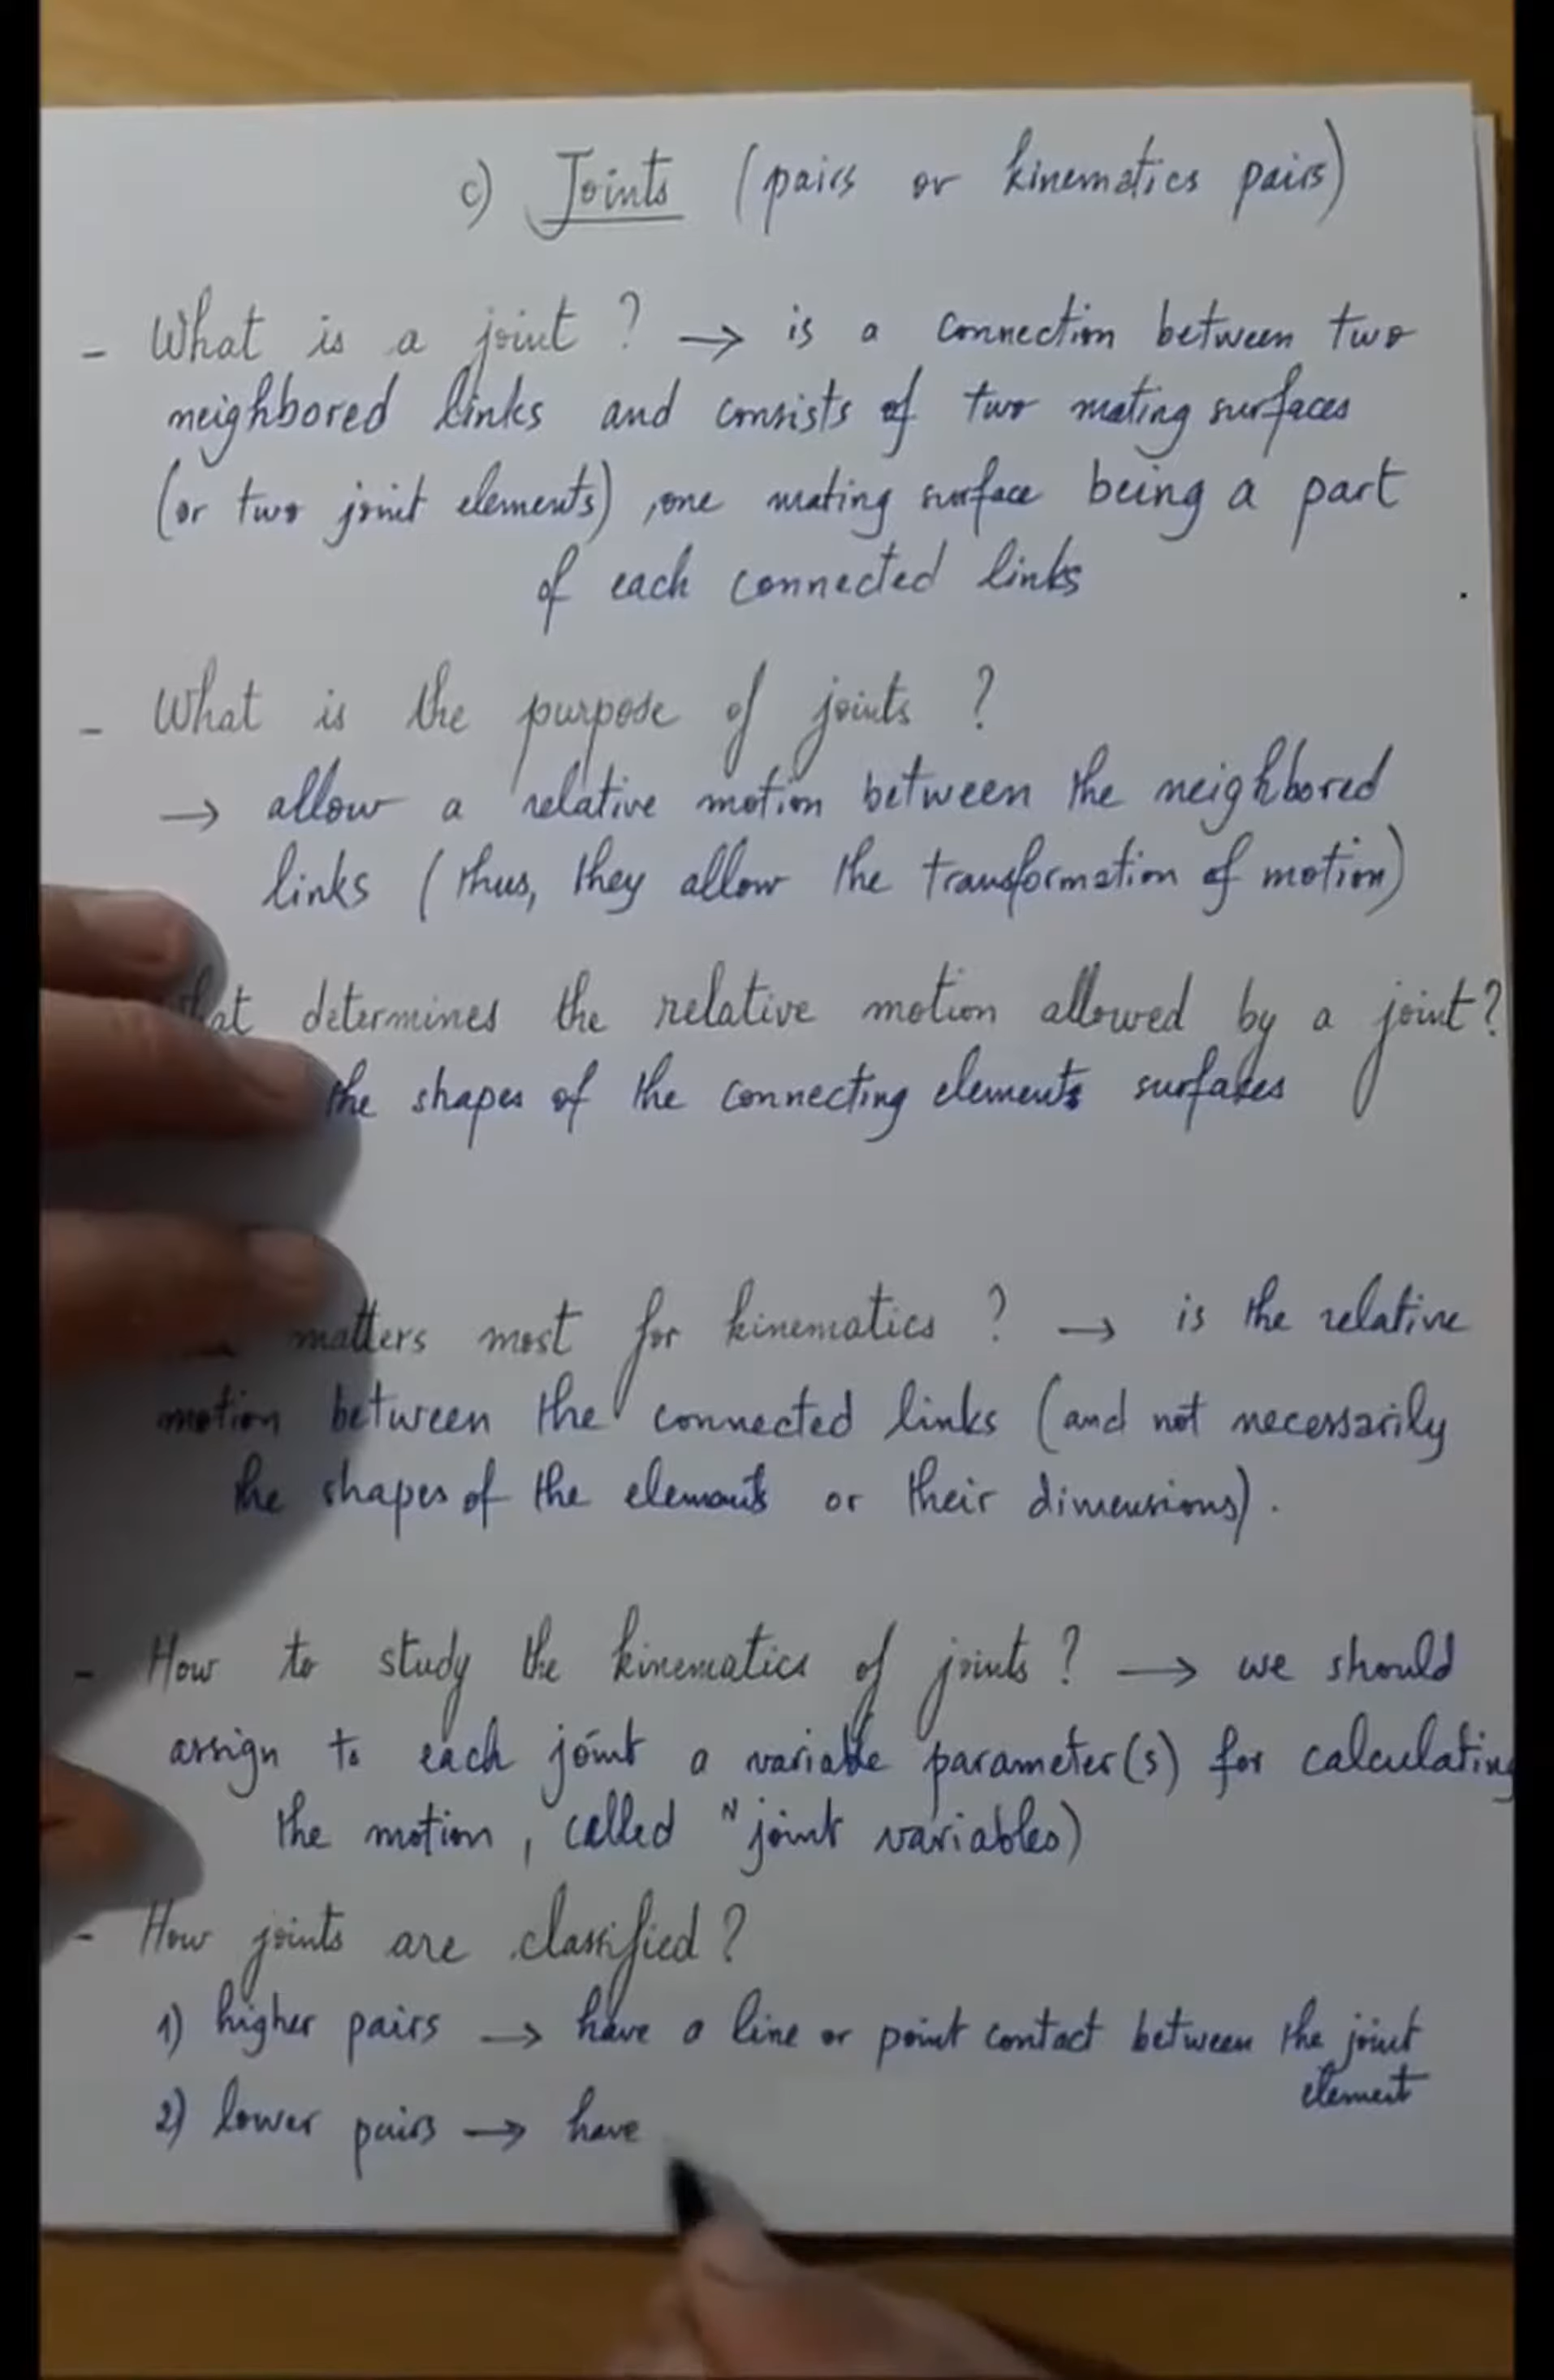 c) Joints (pairs or kinematics pairs)
- What is a joint ? → is a connection between two
neighbored links and consists of two mating surfaces
(or two joint elements) , one mating surface being a part
of each connected links
- What is the purpose of joints ?
→ allow a relative motion between the neighbored
links (thus, they allow the transformation of motion)
hat determines the relative motion allowed by a joint?
the shapes of the connecting elements surfaces
matters most for kinematics ? → is the relative
motion between the connected links (and not necessarily
the shapes of the elements or their dimensions).
- How to study the kinematics of joints ? → we should
assign to each joint a variable parameter(s) for calculating
the motion, called "joint variables)
- How joints are classified ?
1) higher pairs → have a line or point contact between the joint
element
2) lower pairs → have